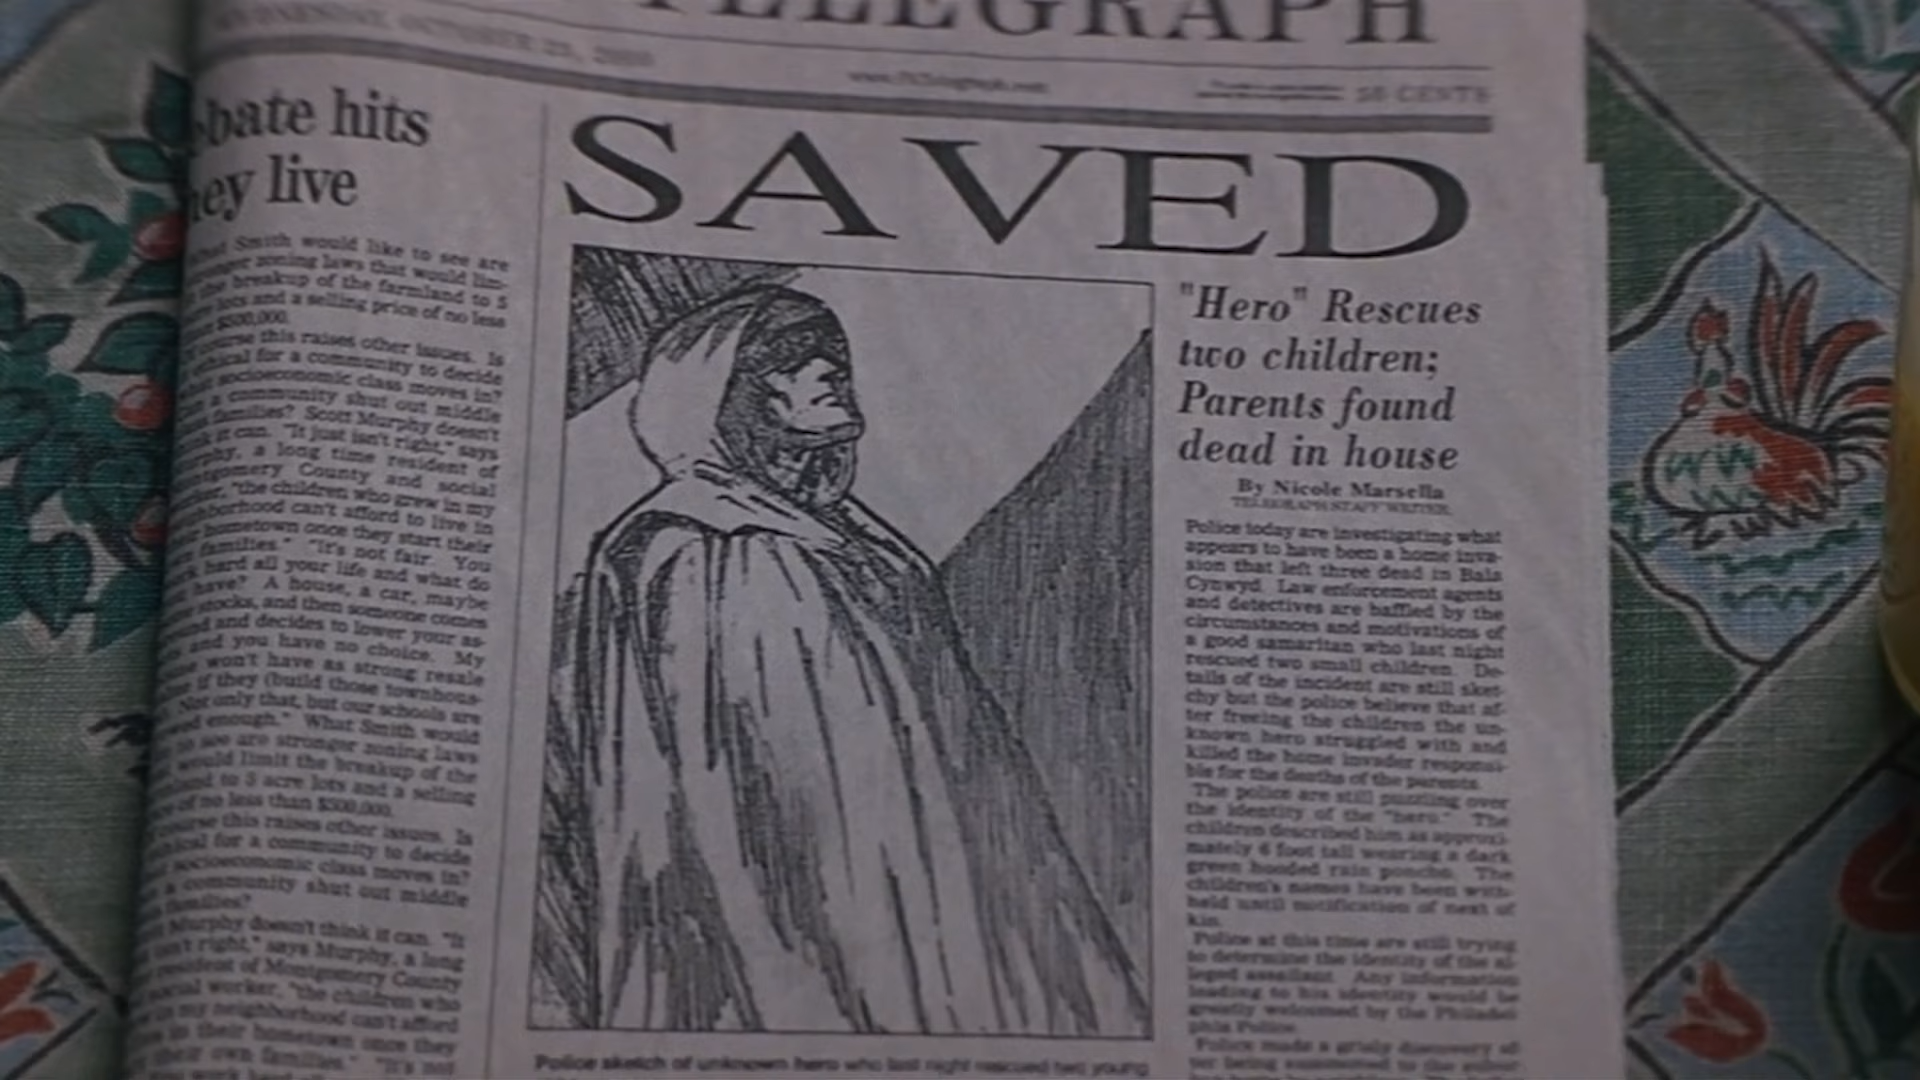 TELEGRAPH
50 CENTS
bate hits
ey live
Smith would like to see are
zoning laws that would lim-
the breakup of the farmland to 5
lots and a selling price of no less
$500,000.
this raises other issues. Is
for a community to decide
socioeconomic class moves in?
a community shut out middle
families? Scott Murphy doesn't
it can. "It just isn't right," says
a long time resident of
County and social
"the children who grew in my
can't afford to live in
hometown once they start their
families." "It's not fair. You
hard all your life and what do
have? A house, a car, maybe
stocks, and then someone comes
and decides to lower your as-
and you have no choice. My
won't have as strong resale
if they (build those townhous-
Not only that, but our schools are
enough." What Smith would
to see are stronger zoning laws
would limit the breakup of the
to 5 acre lots and a selling
of no less than $500,000.
this raises other issues. Is
for a community to decide
socioeconomic class moves in?
a community shut out middle
families?
Murphy doesn't think it can. "It
right," says Murphy, a long
resident of Montgomery County
worker, "the children who
in my neighborhood can't afford
in their hometown once they
their own families." "It's not
SAVED
"Hero" Rescues
two children;
Parents found
dead in house
By Nicole Marsella
TELEGRAPH STAFF WRITER
Police today are investigating what
appears to have been a home inva-
sion that left three dead in Bala
Cynwyd. Law enforcement agents
and detectives are baffled by the
circumstances and motivations of
a good samaritan who last night
rescued two small children. De-
tails of the incident are still sket-
chy but the police believe that af-
ter freeing the children the un-
known hero struggled with and
killed the home invader responsi-
ble for the deaths of the parents.
The police are still puzzling over
the identity of the "hero." The
children described him as approxi-
mately 6 foot tall wearing a dark
green hooded rain poncho. The
children's names have been with-
held until notification of next of
kin.
Police at this time are still trying
to determine the identity of the al-
leged assailant. Any information
leading to his identity would be
greatly welcomed by the Philadel-
phia Police.
Police made a grisly discovery af-
Police sketch of unknown hero who last night rescued two young